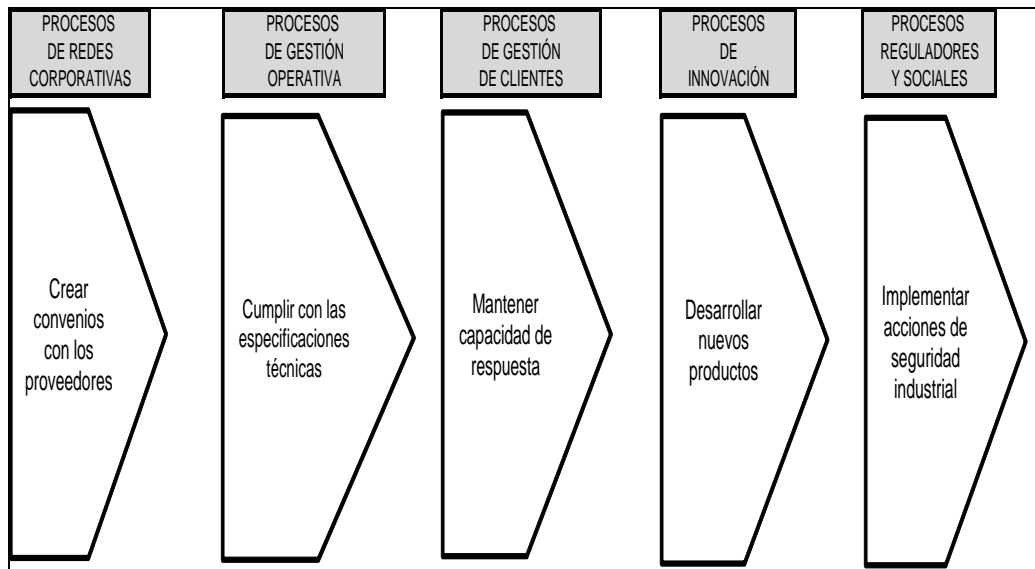 PROCESOS
DE REDES
CORPORATIVAS
PROCESOS
DE GESTIÓN
OPERATIVA
PROCESOS
DE GESTIÓN
DE CLIENTES
PROCESOS
DE
INNOVACIÓN
PROCESOS
REGULADORES
Y SOCIALES
Crear
convenios
con los
proveedores
Cumplir con las
especificaciones
técnicas
Mantener
capacidad de
respuesta
Desarrollar
nuevos
productos
Implementar
acciones de
seguridad
industrial